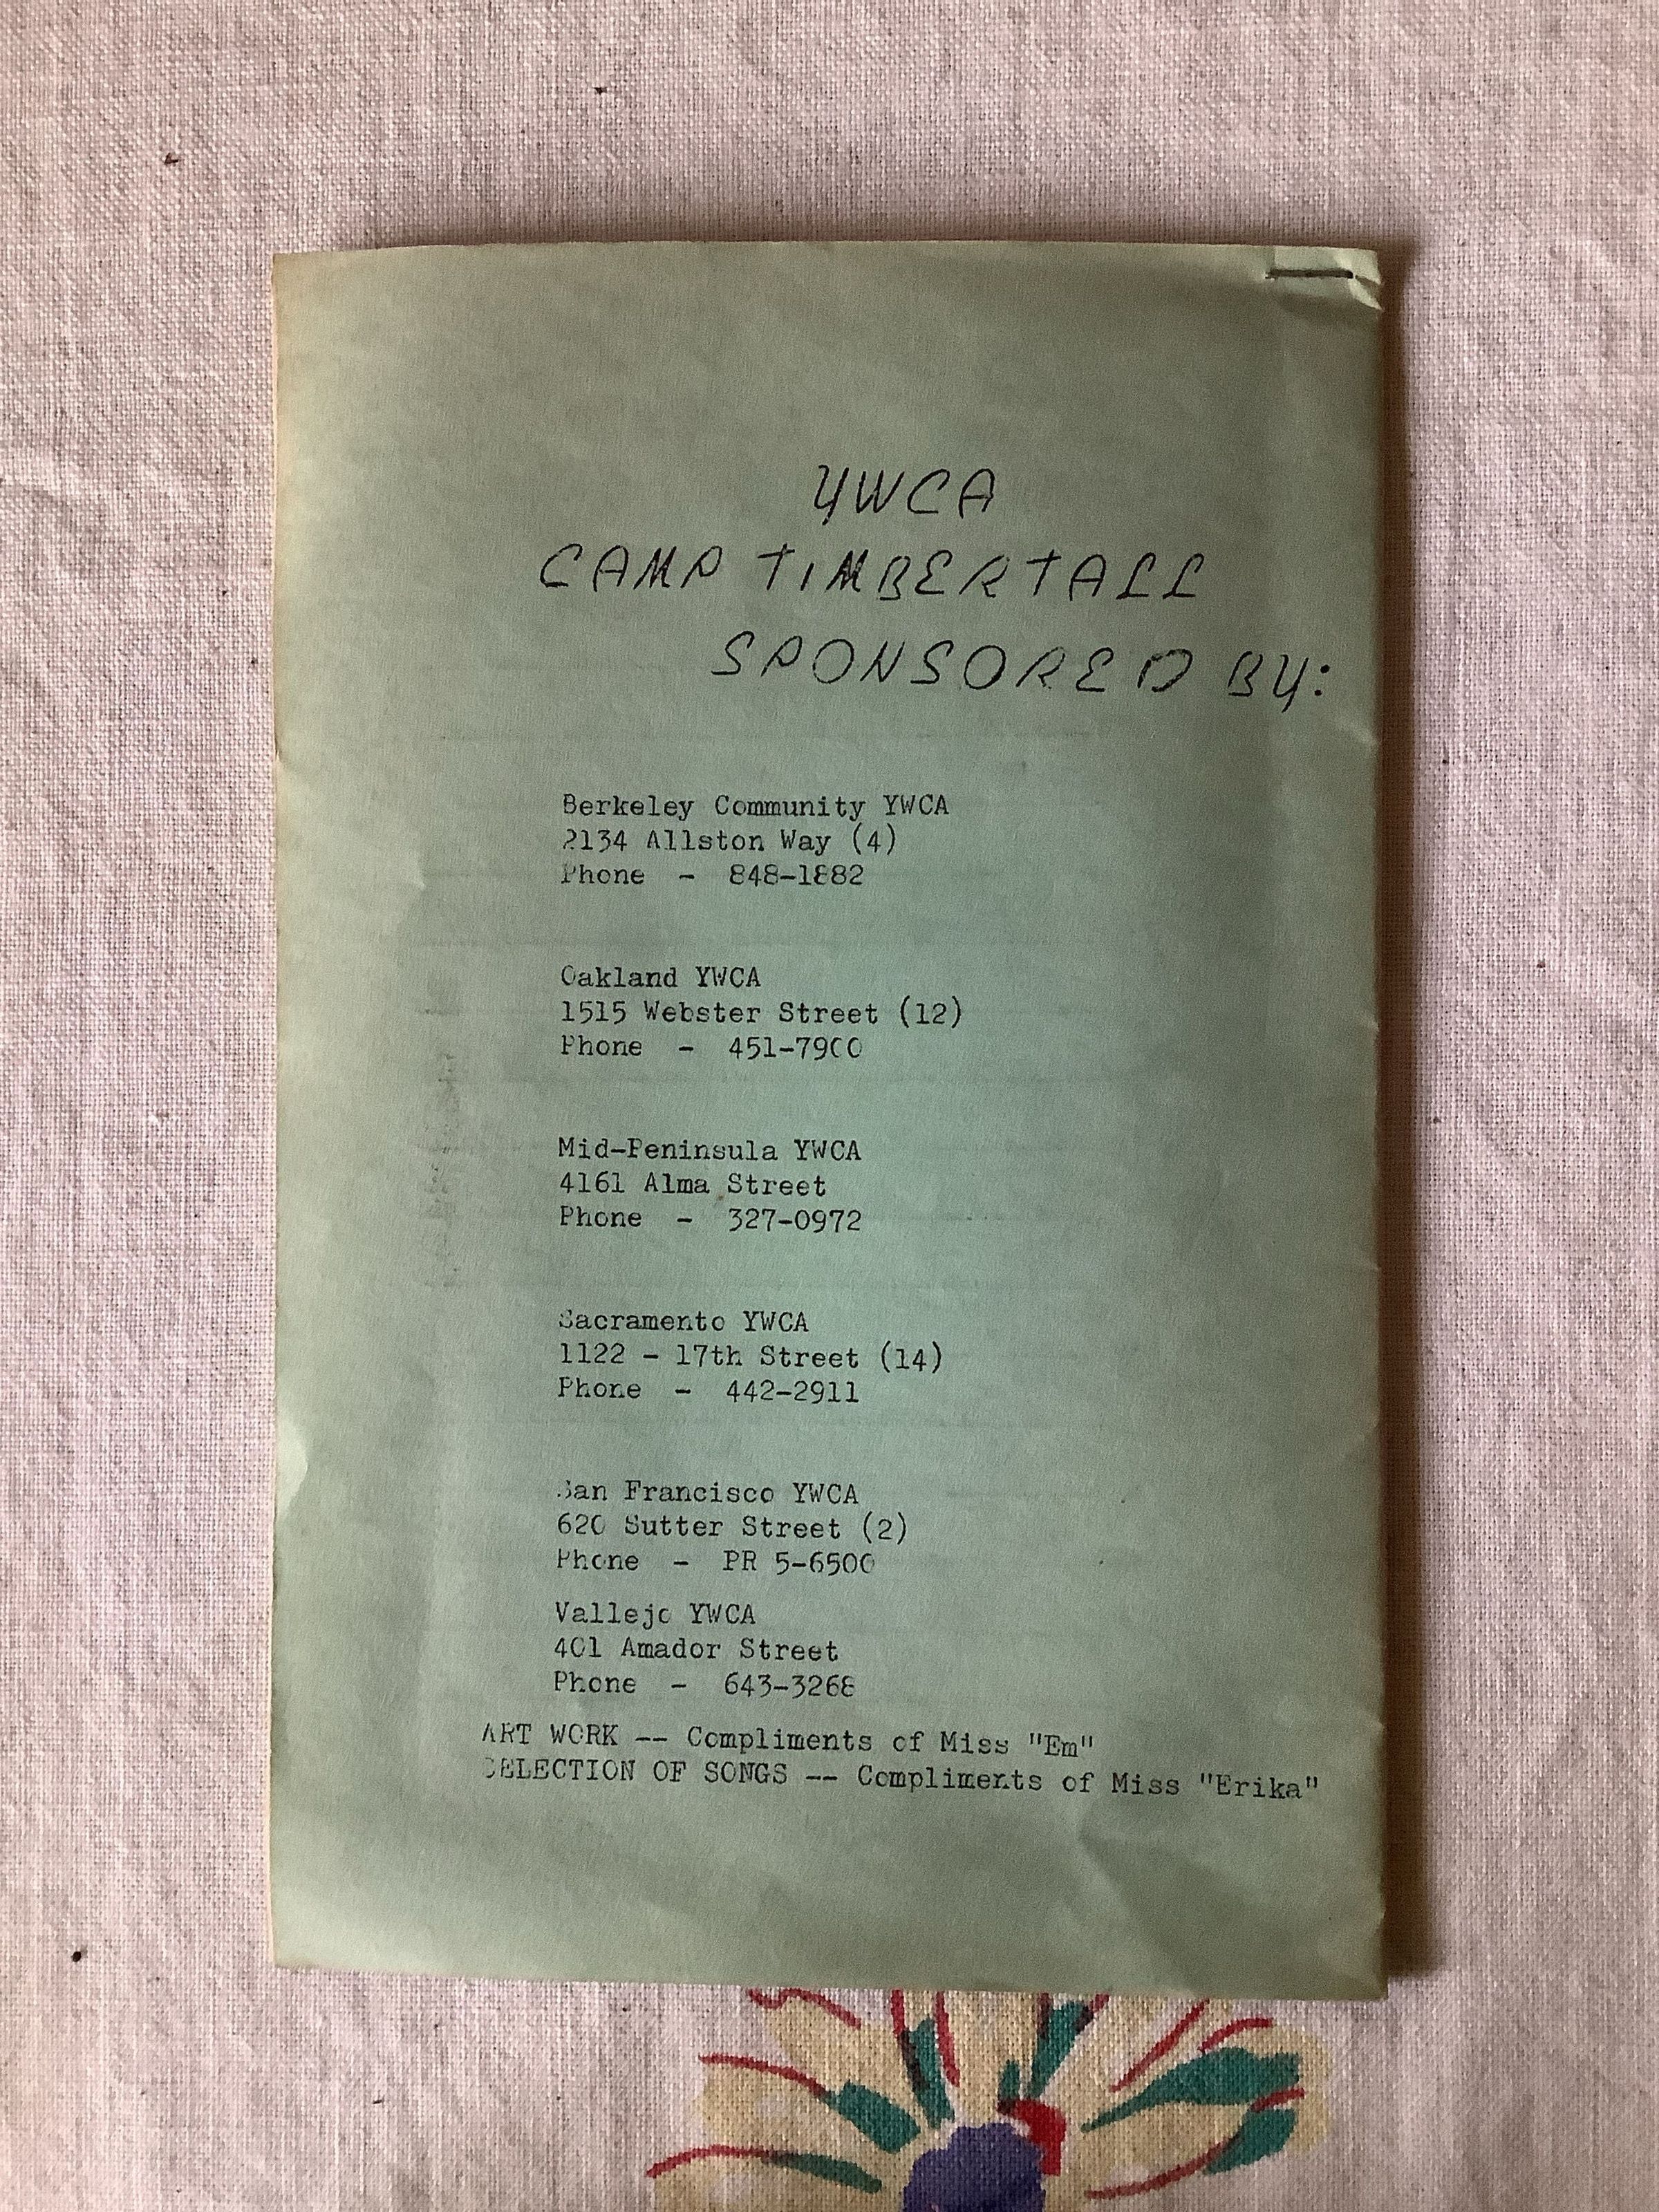 YWCA
CAMP TIMBERTALL
SPONSORED BY:
Berkeley Community YWCA
2134 Allston Way (4)
Phone - 848-1882
Oakland YWCA
1515 Webster Street (12)
Phone - 451-7900
Mid-Peninsula YWCA
4161 Alma Street
Phone - 327-0972
Sacramento YWCA
1122 - 17th Street (14)
Phone - 442-2911
San Francisco YWCA
620 Sutter Street (2)
Phone - PR 5-6500
Vallejo YWCA
401 Amador Street
Phone - 643-3268
ART WORK -- Compliments of Miss "Em"
SELECTION OF SONGS -- Compliments of Miss "Erika"